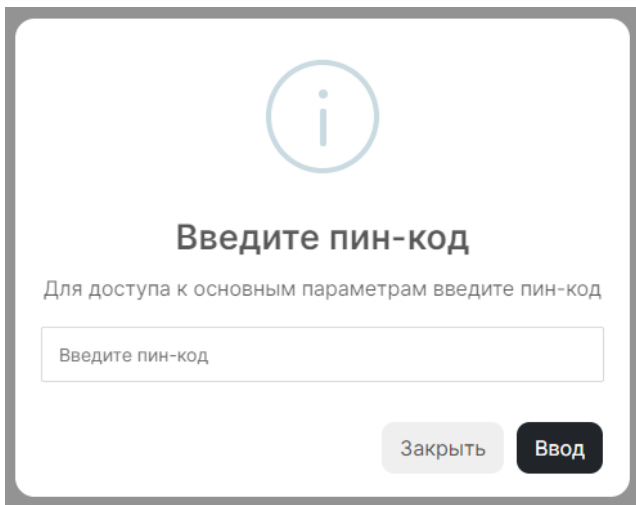 Введите пин-код
Для доступа к основным параметрам введите пин-код
Введите пин-код
Закрыть Ввод